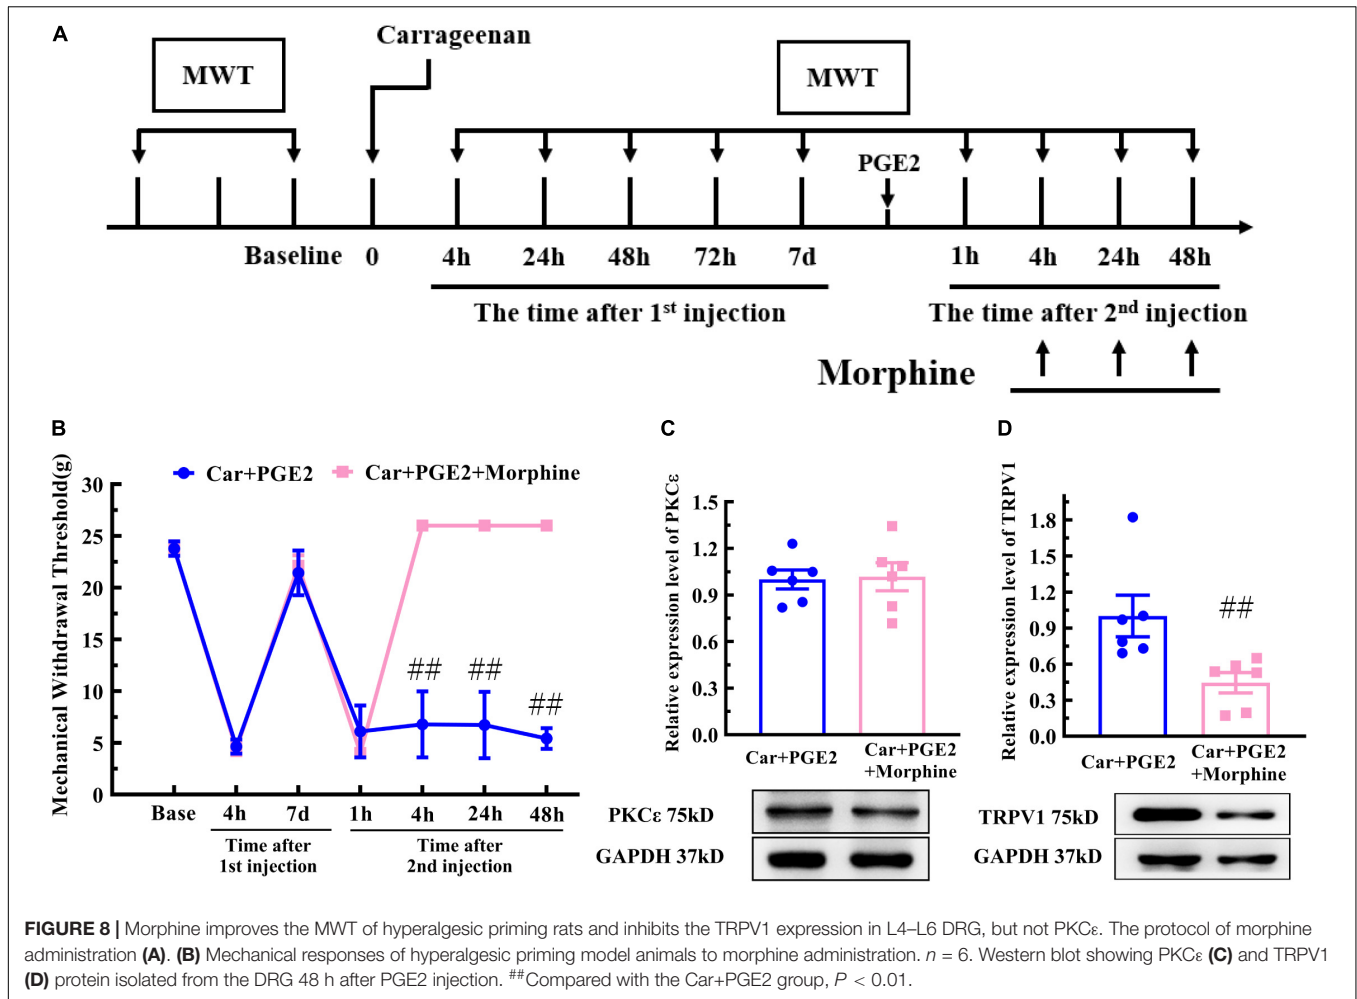 A
Carrageenan
MWT
MWT
PGE2
Baseline 0 4h 24h 48h 72h 7d 1h 4h 24h 48h
The time after 1st injection
The time after 2nd injection
Morphine
B
Car+PGE2
Car+PGE2+Morphine
Mechanical Withdrawal Threshold(g)
30
25
20
15
10
5
0
##
##
##
Base 4h 7d 1h 4h 24h 48h
Time after
1st injection
Time after
2nd injection
C
Relative expression level of PKCε
1.5
1.2
0.9
0.6
0.3
0.0
Car+PGE2
Car+PGE2
+Morphine
PKCε 75kD
GAPDH 37kD
D
Relative expression level of TRPV1
1.8
1.5
1.2
0.9
0.6
0.3
0.0
##
Car+PGE2
Car+PGE2
+Morphine
TRPV1 75kD
GAPDH 37kD
FIGURE 8 | Morphine improves the MWT of hyperalgesic priming rats and inhibits the TRPV1 expression in L4–L6 DRG, but not PKCε. The protocol of morphine
administration (A). (B) Mechanical responses of hyperalgesic priming model animals to morphine administration. n = 6. Western blot showing PKCε (C) and TRPV1
(D) protein isolated from the DRG 48 h after PGE2 injection. ##Compared with the Car+PGE2 group, P < 0.01.